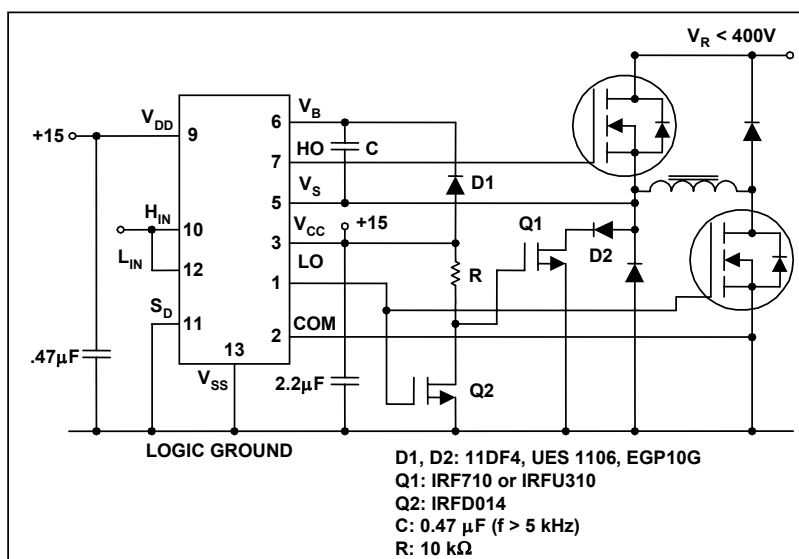 V_R < 400V
V_DD
V_B
+15
9
6
HO
C
7
V_S
D1
5
H_IN
V_CC
+15
10
3
Q1
L_IN
LO
D2
12
R
1
S_D
COM
11
2
.47μF
13
V_SS
2.2μF
Q2
LOGIC GROUND
D1, D2: 11DF4, UES 1106, EGP10G
Q1: IRF710 or IRFU310
Q2: IRFD014
C: 0.47 μF (f > 5 kHz)
R: 10 kΩ